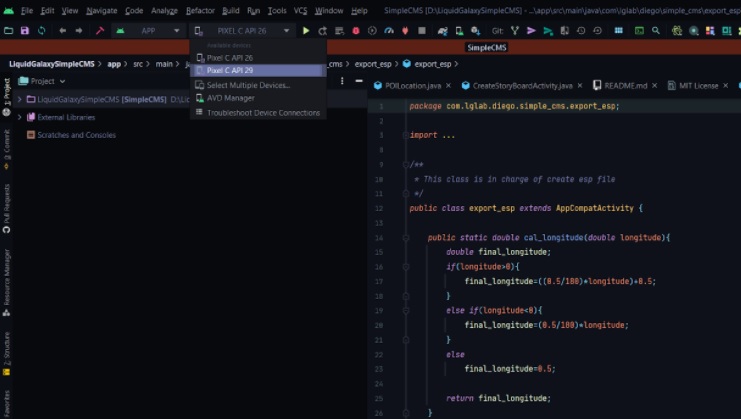 File Edit View Navigate Code Analyze Refactor Build Run Tools VCS Window Help SimpleCMS [D:\LiquidGalaxySimpleCMS] - ...\app\src\main\java\com\lglab\diego\simple_cms\export_esp
APP PIXEL C API 26 Git:
SimpleCMS
LiquidGalaxySimpleCMS app src main export_esp export_esp
Available devices
Pixel C API 26
Pixel C API 29
Select Multiple Devices...
AVD Manager
Troubleshoot Device Connections
Project
LiquidGalaxySimpleCMS [SimpleCMS]
External Libraries
Scratches and Consoles
1: Project
Commit
Pull Requests
Resource Manager
Z: Structure
Favorites
POILocation.java CreateStoryBoardActivity.java README.md MIT License
1 package com.lglab.diego.simple_cms.export_esp;
2
3 import ...
8
9 /**
10 * This class is in charge of create esp file
11 */
12 public class export_esp extends AppCompatActivity {
13
14 public static double cal_longitude(double longitude){
15 double final_longitude;
16 if(longitude>0){
17 final_longitude=((0.5/180)*longitude)+0.5;
18 }
19 else if(longitude<0){
20 final_longitude=(0.5/180)*longitude;
21 }
22 else
23 final_longitude=0.5;
24
25 return final_longitude;
26 }